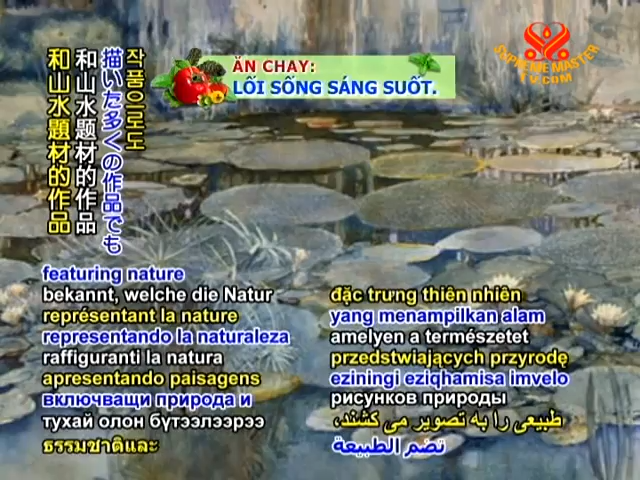 SUPREME MASTER
TV.COM
ĂN CHAY:
LỐI SỐNG SÁNG SUỐT.
작품으로도
描いた多くの作品でも
和山水题材的作品
和山水題材的作品
featuring nature
bekannt, welche die Natur
représentant la nature
representando la naturaleza
raffiguranti la natura
apresentando paisagens
включващи природа и
тухай олон бүтээлээрээ
ธรรมชาติและ
đặc trưng thiên nhiên
yang menampilkan alam
amelyen a természetet
przedstwiających przyrodę
eziningi eziqhamisa imvelo
рисунков природы
طبیعی را به تصویر می کشند،
تضم الطبيعة